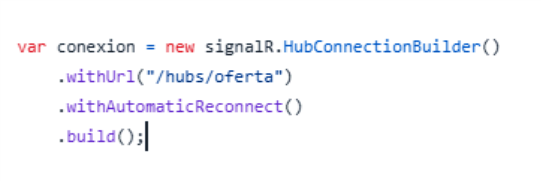 var conexion = new signalR.HubConnectionBuilder()
    .withUrl("/hubs/oferta")
    .withAutomaticReconnect()
    .build();